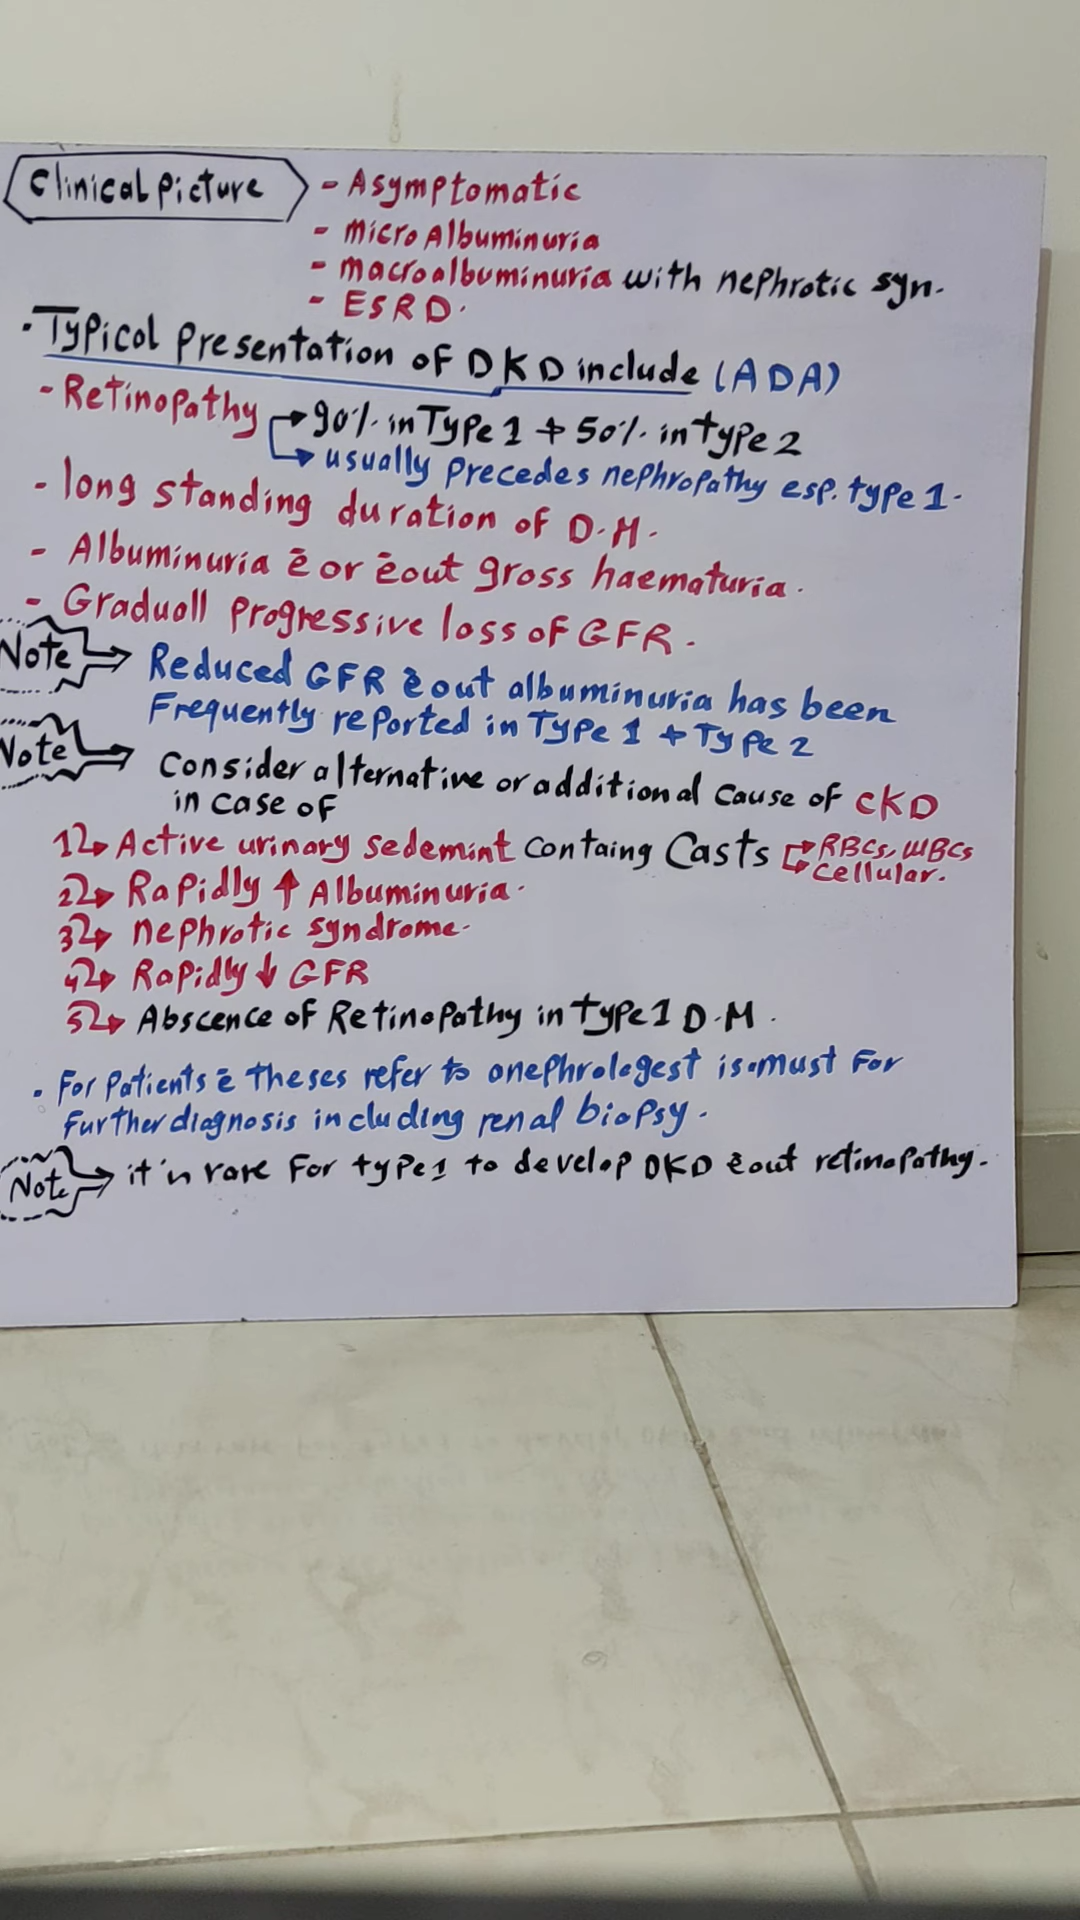 Clinical Picture
- Asymptomatic
- micro Albuminuria
- macroalbuminuria with nephrotic syn.
- ESRD.
. Typicol Presentation of DKD include (ADA)
- Retinopathy → 90% in Type 1 + 50% in type 2
→ usually precedes nephropathy esp. type 1.
- long standing duration of D.M.
- Albuminuria c̄ or c̄out gross haematuria.
- Graduall Progressive loss of GFR.
Note → Reduced GFR c̄out albuminuria has been
Frequently reported in Type 1 + Type 2
Note → Consider alternative or additional cause of CKD
in case of
1 → Active urinary sedemint Containg Casts → RBCs, WBCs
→ Cellular.
2 → Rapidly ↑ Albuminuria.
3 → nephrotic syndrome.
4 → Rapidly ↓ GFR
5 → Abscence of Retinopathy in type 1 D.M.
. For Patients c̄ theses refer to onephrologest is must For
Further diagnosis including renal biopsy.
Note → it is rare For type 1 to develop DKD c̄out retinopathy.